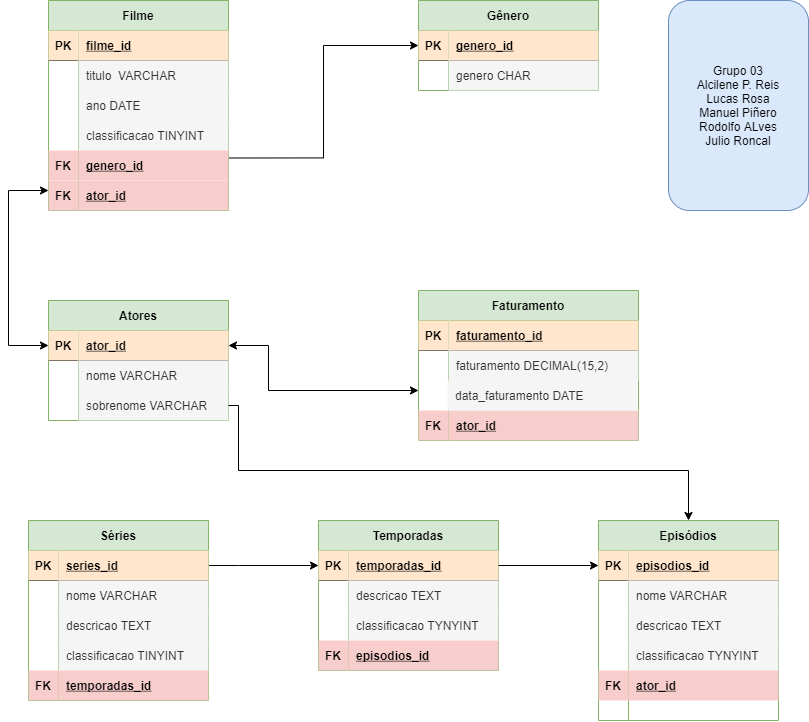 Filme
PK filme_id
titulo VARCHAR
ano DATE
classificacao TINYINT
FK genero_id
FK ator_id
Gênero
PK genero_id
genero CHAR
Grupo 03
Alcilene P. Reis
Lucas Rosa
Manuel Piñero
Rodolfo ALves
Julio Roncal
Atores
PK ator_id
nome VARCHAR
sobrenome VARCHAR
Faturamento
PK faturamento_id
faturamento DECIMAL(15,2)
data_faturamento DATE
FK ator_id
Séries
PK series_id
nome VARCHAR
descricao TEXT
classificacao TINYINT
FK temporadas_id
Temporadas
PK temporadas_id
descricao TEXT
classificacao TYNYINT
FK episodios_id
Episódios
PK episodios_id
nome VARCHAR
descricao TEXT
classificacao TYNYINT
FK ator_id